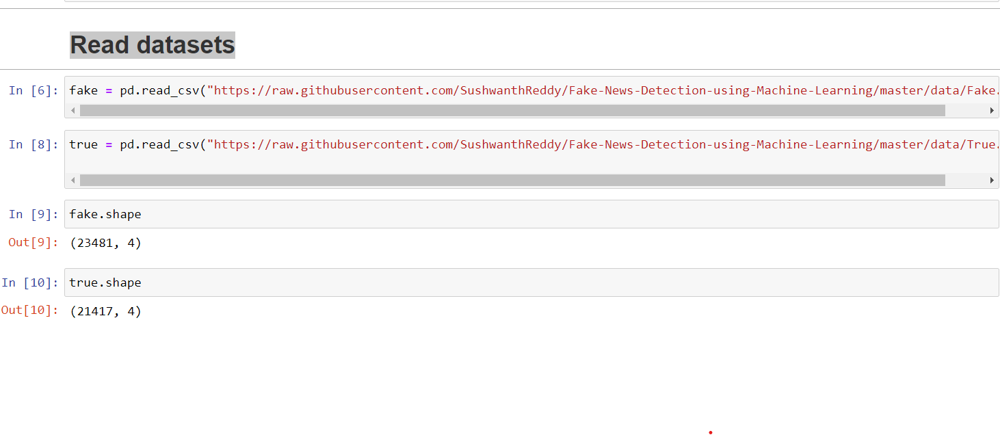 Read datasets
In [6]: fake = pd.read_csv("https://raw.githubusercontent.com/SushwanthReddy/Fake-News-Detection-using-Machine-Learning/master/data/Fake.
In [8]: true = pd.read_csv("https://raw.githubusercontent.com/SushwanthReddy/Fake-News-Detection-using-Machine-Learning/master/data/True.
In [9]: fake.shape
Out[9]: (23481, 4)
In [10]: true.shape
Out[10]: (21417, 4)